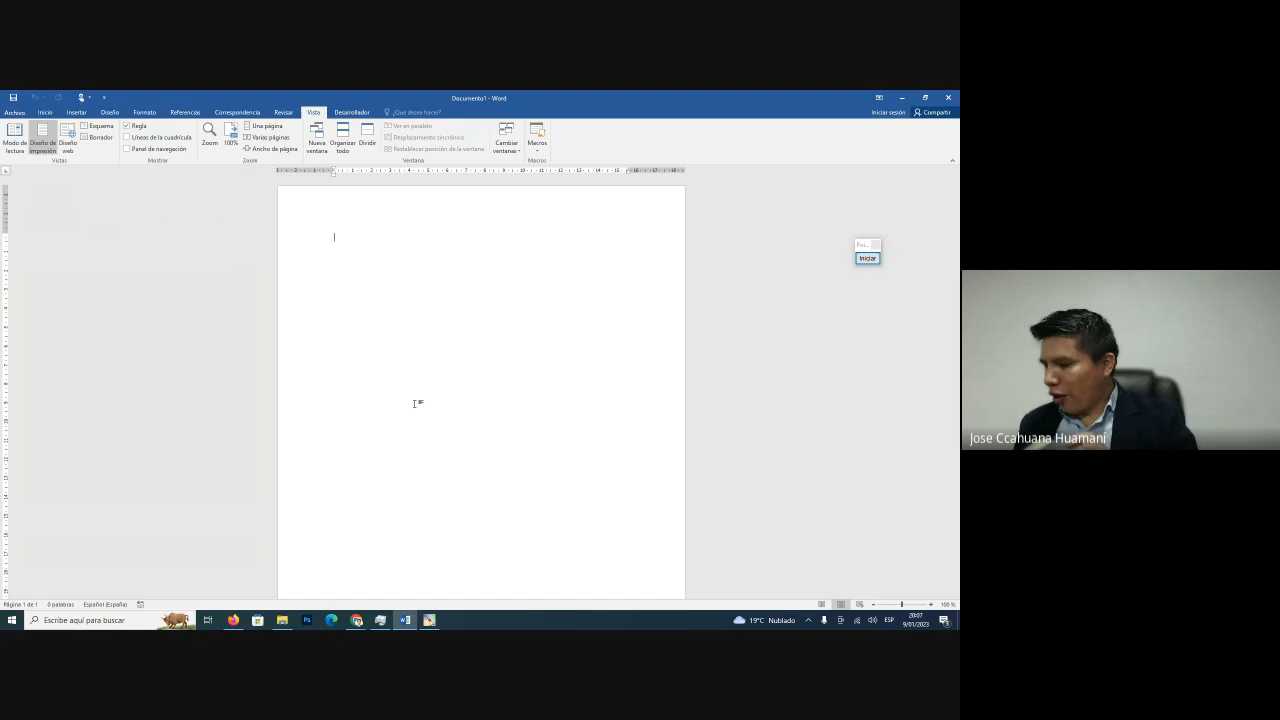 Documento1 - Word
Archivo Inicio Insertar Diseño Formato Referencias Correspondencia Revisar Vista Desarrollador ¿Qué desea hacer? Iniciar sesión Compartir
Modo de lectura
Diseño de impresión
Diseño web
Esquema
Borrador
Vistas
Regla
Líneas de la cuadrícula
Panel de navegación
Mostrar
Zoom
100%
Una página
Varias páginas
Ancho de página
Zoom
Nueva ventana
Organizar todo
Dividir
Ver en paralelo
Desplazamiento sincrónico
Restablecer posición de la ventana
Ventana
Cambiar ventanas
Macros
Macros
Poi...
Iniciar
Jose Ccahuana Huamaní
Página 1 de 1 0 palabras Español (España) 100 %
Escribe aquí para buscar
19°C Nublado
ESP
20:07
9/01/2023